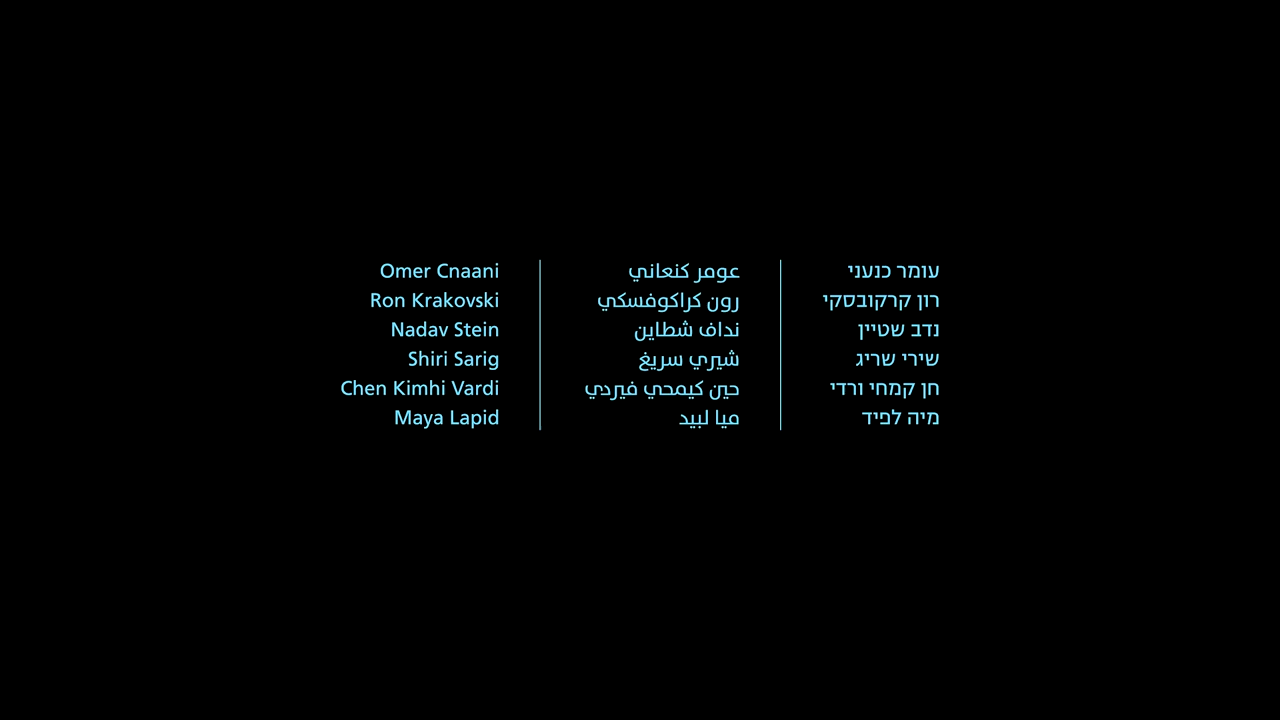 Omer Cnaani
Ron Krakovski
Nadav Stein
Shiri Sarig
Chen Kimhi Vardi
Maya Lapid
عومر كنعاني
رون كراكوفسكي
نداف شطاين
شيري سريغ
حين كيمحي فيردي
ميا لبيد
עומר כנעני
רון קרקובסקי
נדב שטיין
שירי שריג
חן קמחי ורדי
מיה לפיד